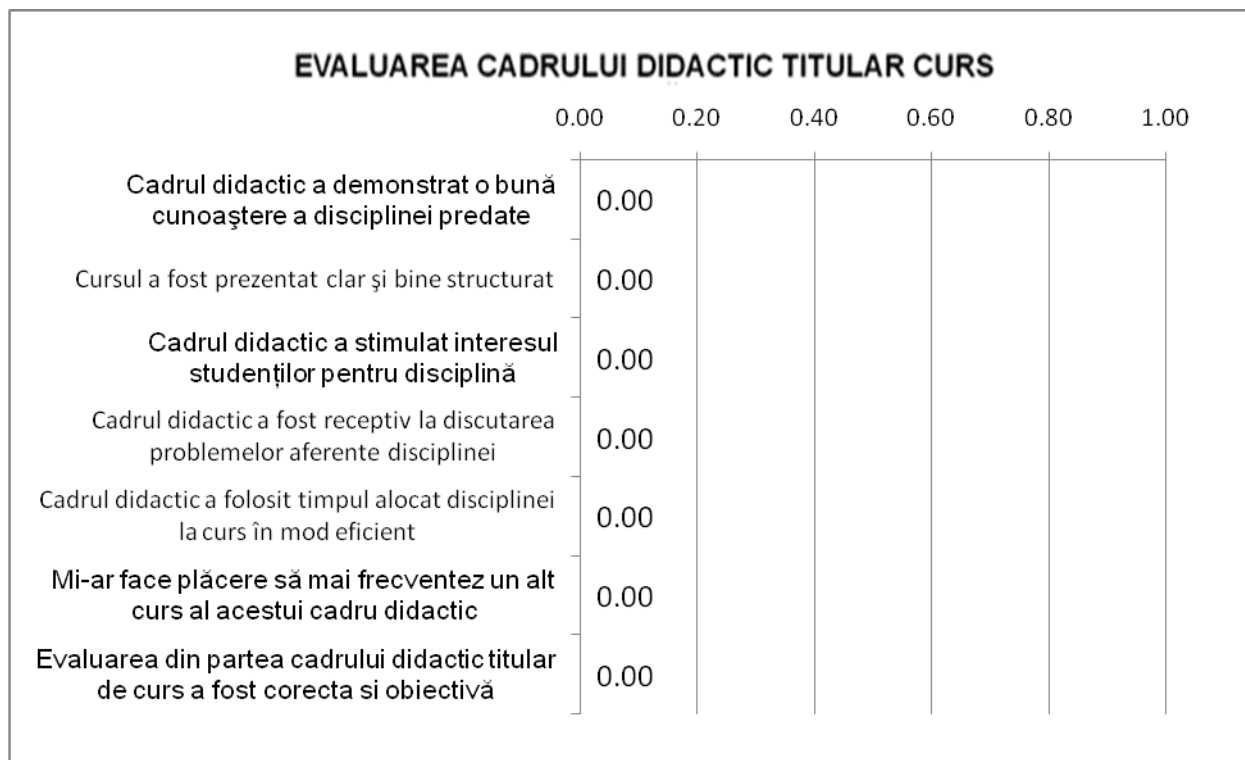 EVALUAREA CADRULUI DIDACTIC TITULAR CURS
0.00 0.20 0.40 0.60 0.80 1.00
Cadrul didactic a demonstrat o bună
cunoaştere a disciplinei predate
0.00
Cursul a fost prezentat clar şi bine structurat
0.00
Cadrul didactic a stimulat interesul
studenților pentru disciplină
0.00
Cadrul didactic a fost receptiv la discutarea
problemelor aferente disciplinei
0.00
Cadrul didactic a folosit timpul alocat disciplinei
la curs în mod eficient
0.00
Mi-ar face plăcere să mai frecventez un alt
curs al acestui cadru didactic
0.00
Evaluarea din partea cadrului didactic titular
de curs a fost corecta si obiectivă
0.00